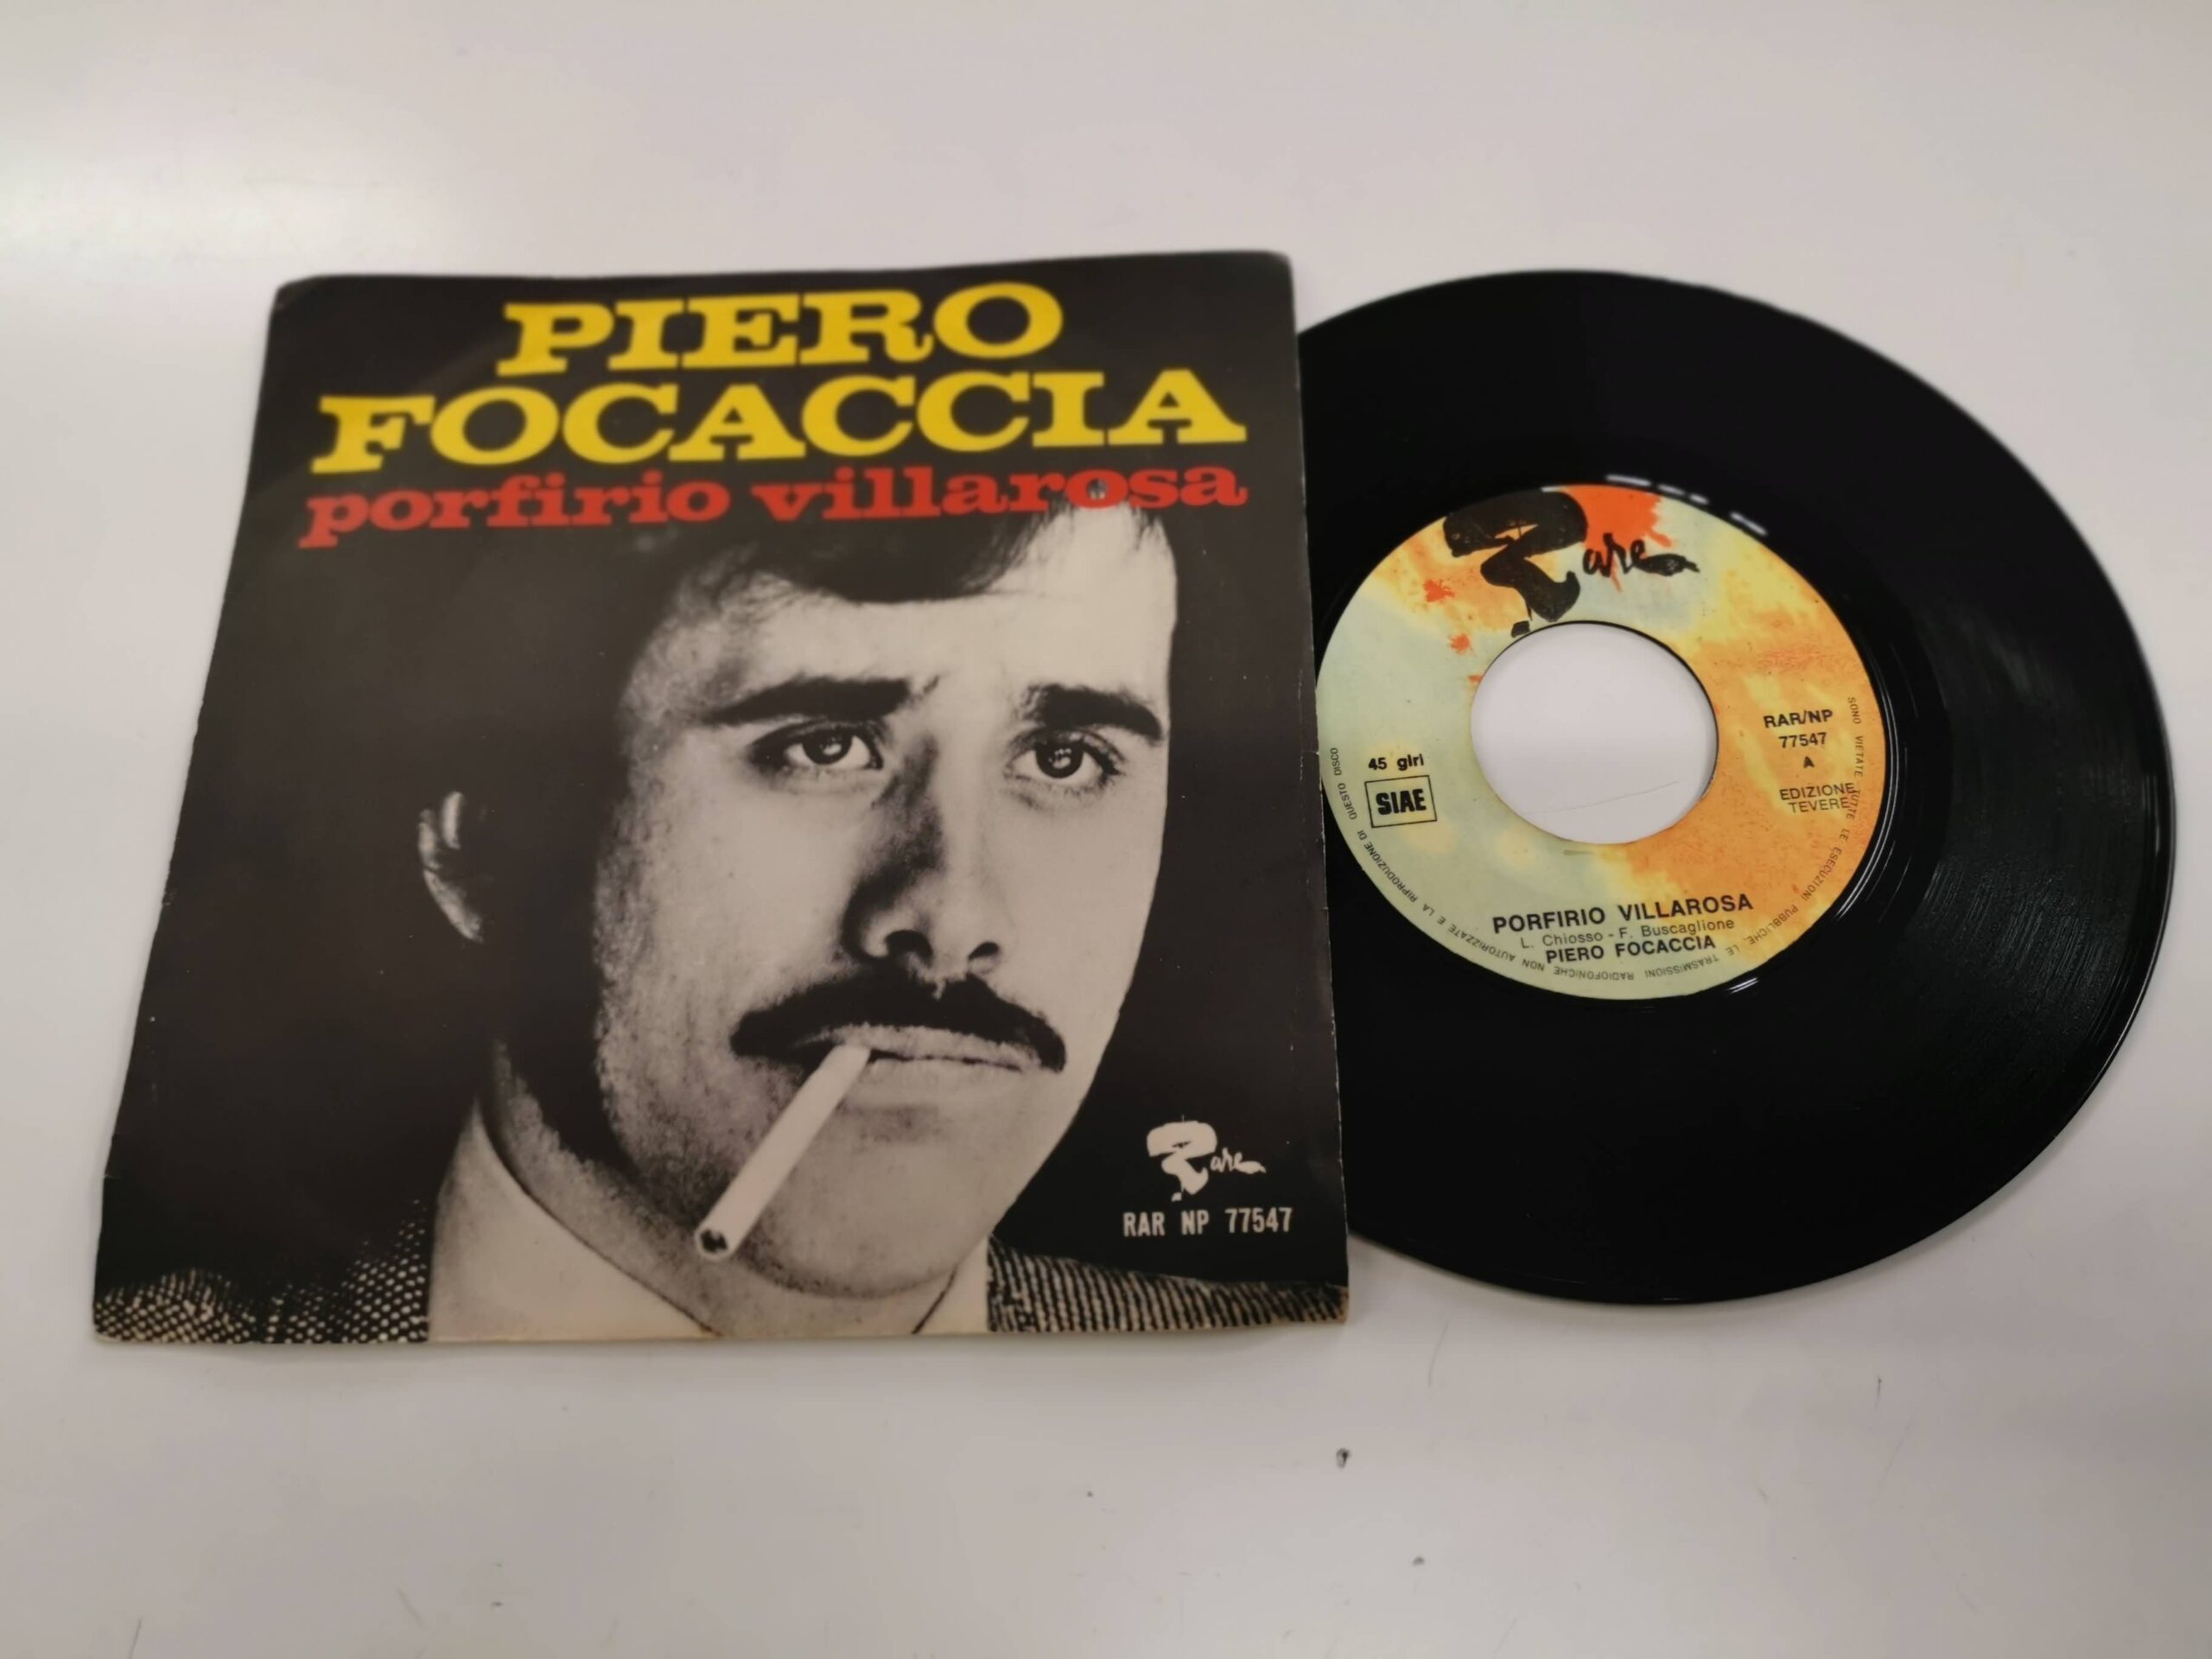 PIERO
FOCACCIA
porfirio villarosa
Rare
RAR NP 77547
Rare
RAR/NP
77547
A
EDIZIONE
TEVERE
45 giri
SIAE
PORFIRIO VILLAROSA
L. Chiosso - F. Buscaglione
PIERO FOCACCIA
SONO VIETATE TUTTE LE ESECUZIONI PUBBLICHE, LE TRASMISSIONI RADIOFONICHE NON AUTORIZZATE E LA RIPRODUZIONE DI QUESTO DISCO